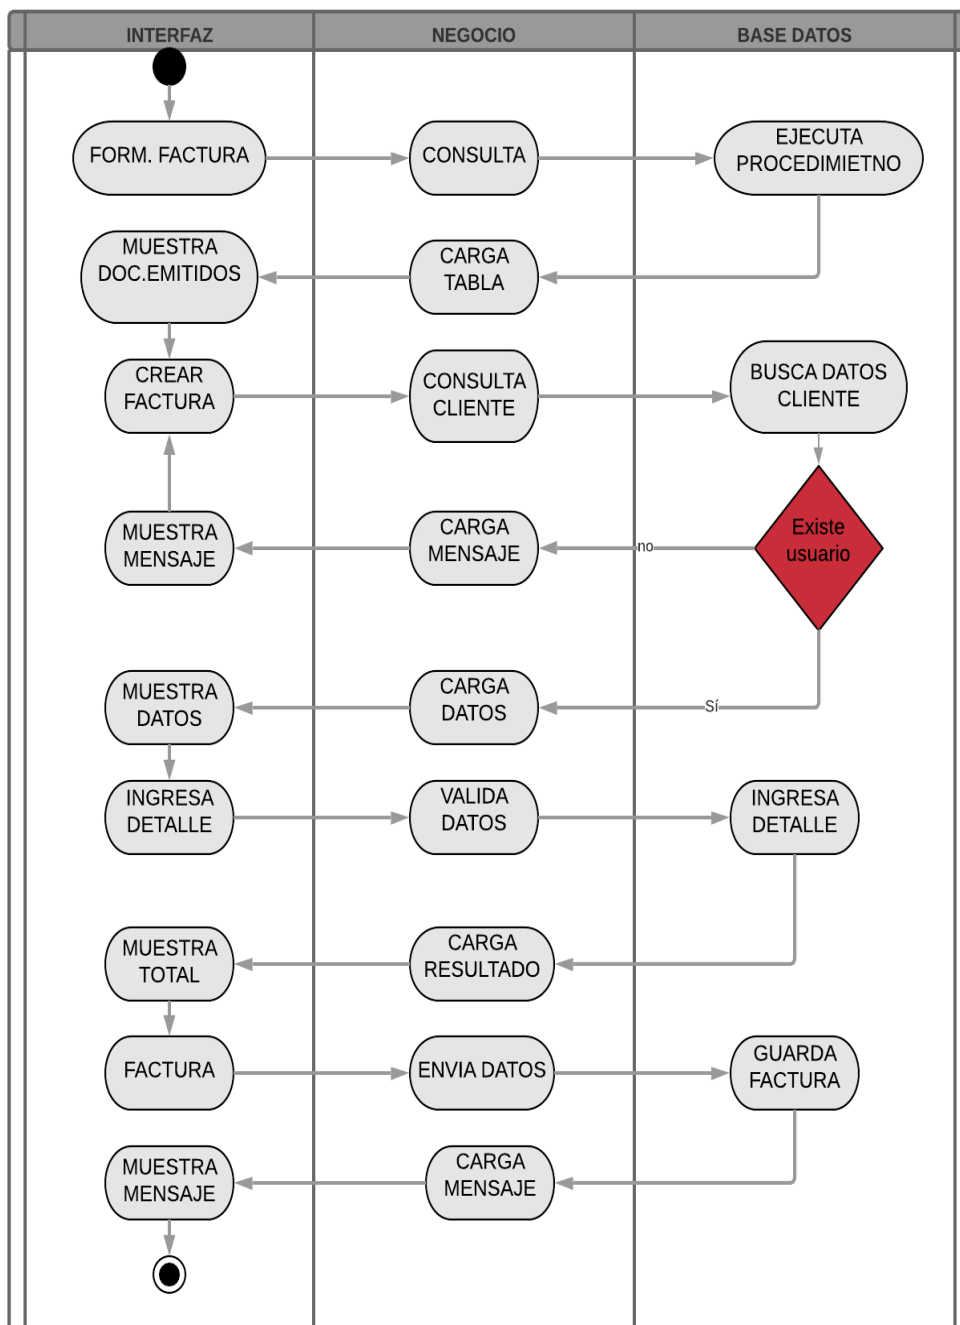 INTERFAZ
NEGOCIO
BASE DATOS
FORM. FACTURA
CONSULTA
EJECUTA
PROCEDIMIETNO
MUESTRA
DOC.EMITIDOS
CARGA
TABLA
CREAR
FACTURA
CONSULTA
CLIENTE
BUSCA DATOS
CLIENTE
MUESTRA
MENSAJE
CARGA
MENSAJE
no
Existe
usuario
MUESTRA
DATOS
CARGA
DATOS
Sí
INGRESA
DETALLE
VALIDA
DATOS
INGRESA
DETALLE
MUESTRA
TOTAL
CARGA
RESULTADO
FACTURA
ENVIA DATOS
GUARDA
FACTURA
MUESTRA
MENSAJE
CARGA
MENSAJE